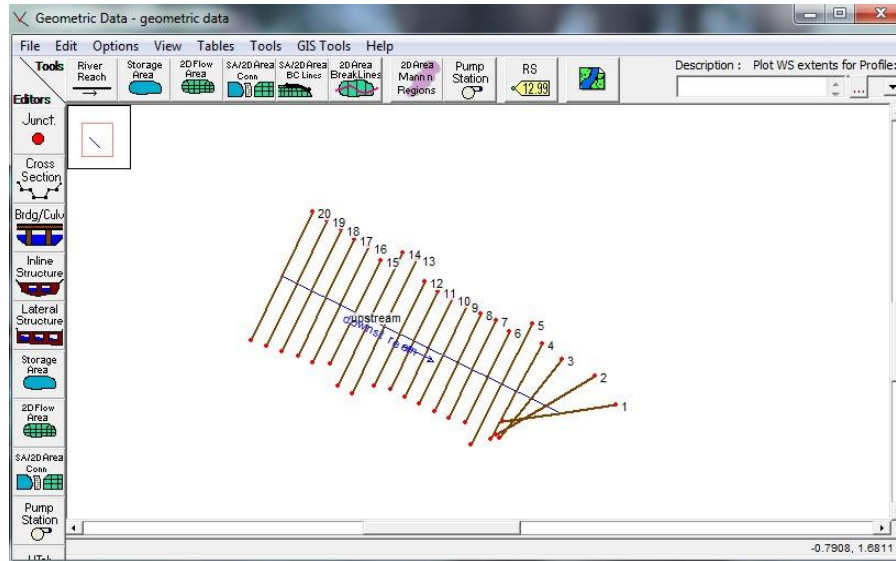 Geometric Data - geometric data
File Edit Options View Tables Tools GIS Tools Help
Tools
Editors
River Reach
Storage Area
2D Flow Area
SA/2D Area Conn
SA/2D Area BC Lines
2D Area BreakLines
2D Area Mann n Regions
Pump Station
RS
12.99
Description : Plot WS extents for Profile:
...
Junct.
Cross Section
Brdg/Culv
Inline Structure
Lateral Structure
Storage Area
2D Flow Area
SA/2D Area Conn
Pump Station
20
19
18
17
16
15
14
13
12
11
10
9
8
7
6
5
4
3
2
1
upstream
downst ream
-0.7908, 1.6811